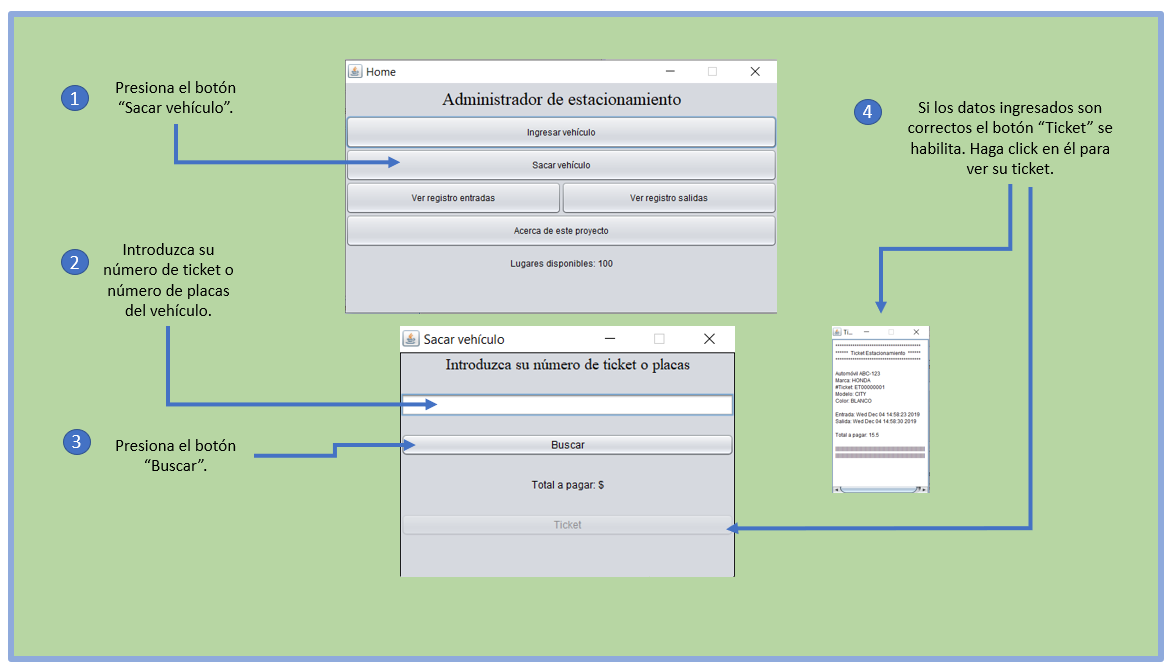 1
Presiona el botón
“Sacar vehículo”.
Home
Administrador de estacionamiento
Ingresar vehículo
Sacar vehículo
Ver registro entradas
Ver registro salidas
Acerca de este proyecto
Lugares disponibles: 100
2
Introduzca su
número de ticket o
número de placas
del vehículo.
Sacar vehículo
Introduzca su número de ticket o placas
3
Presiona el botón
“Buscar”.
Buscar
Total a pagar: $
Ticket
4
Si los datos ingresados son
correctos el botón “Ticket” se
habilita. Haga click en él para
ver su ticket.
Ti...
****** Ticket Estacionamiento ******
Automóvil ABC-123
Marca: HONDA
#Ticket: ET00000001
Modelo: CITY
Color: BLANCO
Entrada: Wed Dec 04 14:58:23 2019
Salida: Wed Dec 04 14:58:30 2019
Total a pagar: 15.5